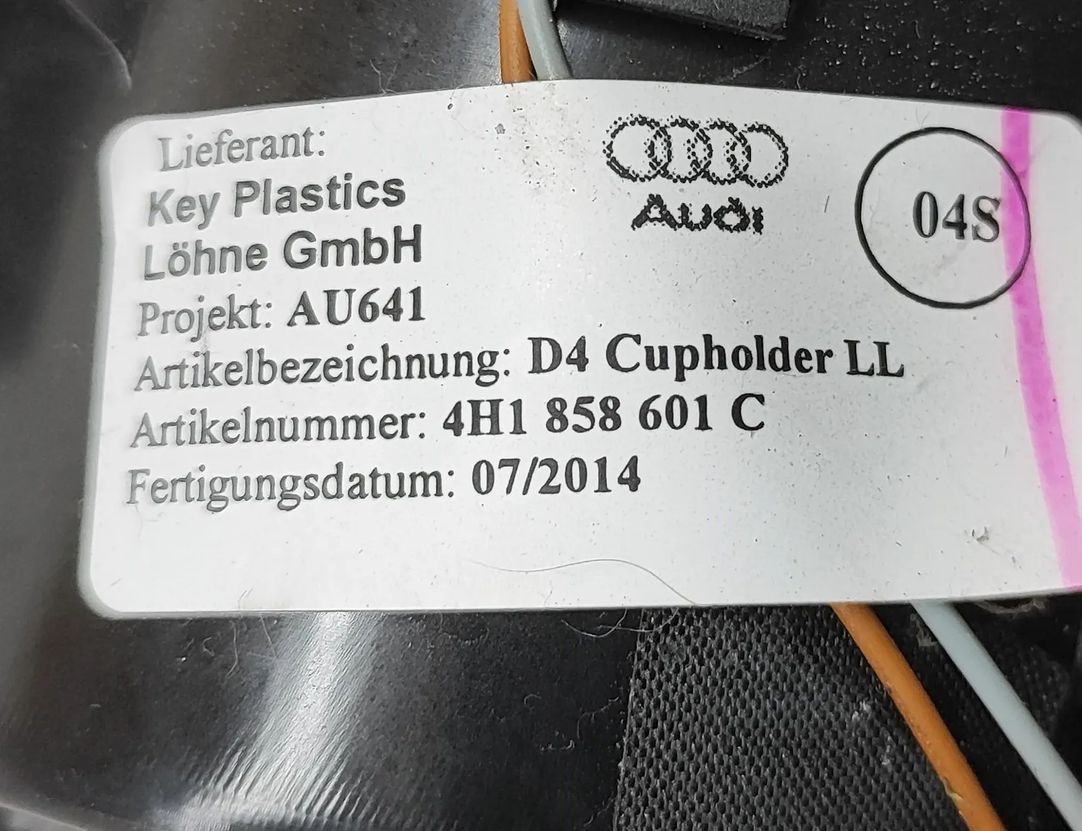 Lieferant:
Key Plastics
Löhne GmbH
Projekt: AU641
Artikelbezeichnung: D4 Cupholder LL
Artikelnummer: 4H1 858 601 C
Fertigungsdatum: 07/2014
Audi
04S